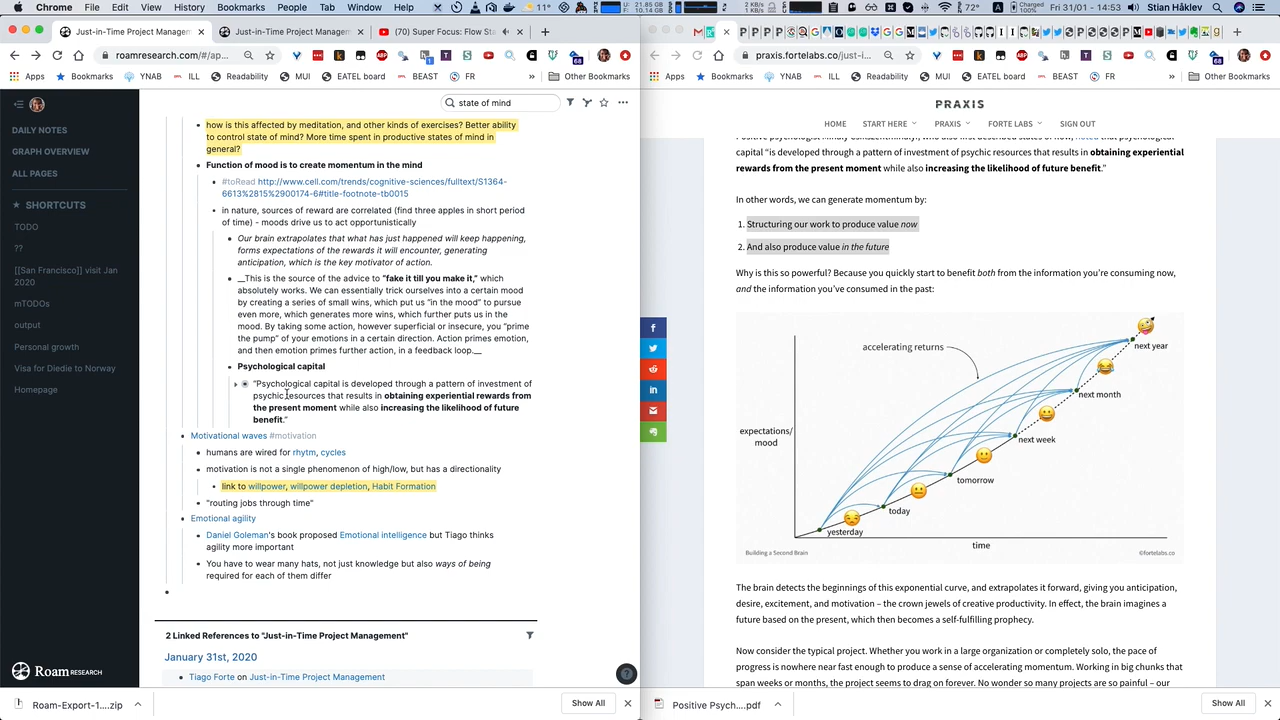 Chrome File Edit View History Bookmarks People Tab Window Help
11°
U: 21.85 GB
F: 10.14 GB
2 KB/s
1 KB/s
72°
Charged
100%
Fri 31/01 - 14:53 Stian Håklev
Just-in-Time Project Managem
Just-in-Time Project Managem
(70) Super Focus: Flow Sta
roamresearch.com/#/ap...
praxis.fortelabs.co/just-i...
Apps Bookmarks YNAB ILL Readability MUI EATEL board BEAST FR » Other Bookmarks
Apps Bookmarks YNAB ILL Readability MUI EATEL board BEAST FR » Other Bookmarks
state of mind
DAILY NOTES
GRAPH OVERVIEW
ALL PAGES
SHORTCUTS
TODO
??
[[San Francisco]] visit Jan
2020
mTODOs
output
Personal growth
Visa for Diedie to Norway
Homepage
Roam RESEARCH
how is this affected by meditation, and other kinds of exercises? Better ability
to control state of mind? More time spent in productive states of mind in
general?
Function of mood is to create momentum in the mind
#toRead http://www.cell.com/trends/cognitive-sciences/fulltext/S1364-
6613%2815%2900174-6#title-footnote-tb0015
in nature, sources of reward are correlated (find three apples in short period
of time) - moods drive us to act opportunistically
Our brain extrapolates that what has just happened will keep happening,
forms expectations of the rewards it will encounter, generating
anticipation, which is the key motivator of action.
__This is the source of the advice to "fake it till you make it," which
absolutely works. We can essentially trick ourselves into a certain mood
by creating a series of small wins, which put us "in the mood" to pursue
even more, which generates more wins, which further puts us in the
mood. By taking some action, however superficial or insecure, you "prime
the pump" of your emotions in a certain direction. Action primes emotion,
and then emotion primes further action, in a feedback loop.__
Psychological capital
"Psychological capital is developed through a pattern of investment of
psychic resources that results in obtaining experiential rewards from
the present moment while also increasing the likelihood of future
benefit."
Motivational waves #motivation
humans are wired for rhytm, cycles
motivation is not a single phenomenon of high/low, but has a directionality
link to willpower, willpower depletion, Habit Formation
"routing jobs through time"
Emotional agility
Daniel Goleman's book proposed Emotional intelligence but Tiago thinks
agility more important
You have to wear many hats, not just knowledge but also ways of being
required for each of them differ
2 Linked References to "Just-in-Time Project Management"
January 31st, 2020
Tiago Forte on Just-in-Time Project Management
PRAXIS
HOME START HERE PRAXIS FORTE LABS SIGN OUT
capital "is developed through a pattern of investment of psychic resources that results in obtaining experiential
rewards from the present moment while also increasing the likelihood of future benefit."
In other words, we can generate momentum by:
1. Structuring our work to produce value now
2. And also produce value in the future
Why is this so powerful? Because you quickly start to benefit both from the information you're consuming now,
and the information you've consumed in the past:
accelerating returns
expectations/
mood
next year
next month
next week
tomorrow
today
yesterday
time
Building a Second Brain
©fortelabs.co
The brain detects the beginnings of this exponential curve, and extrapolates it forward, giving you anticipation,
desire, excitement, and motivation – the crown jewels of creative productivity. In effect, the brain imagines a
future based on the present, which then becomes a self-fulfilling prophecy.
Now consider the typical project. Whether you work in a large organization or completely solo, the pace of
progress is nowhere near fast enough to produce a sense of accelerating momentum. Working in big chunks that
span weeks or months, the project seems to drag on forever. No wonder so many projects are so painful – our
Roam-Export-1....zip
Show All
Positive Psych....pdf
Show All